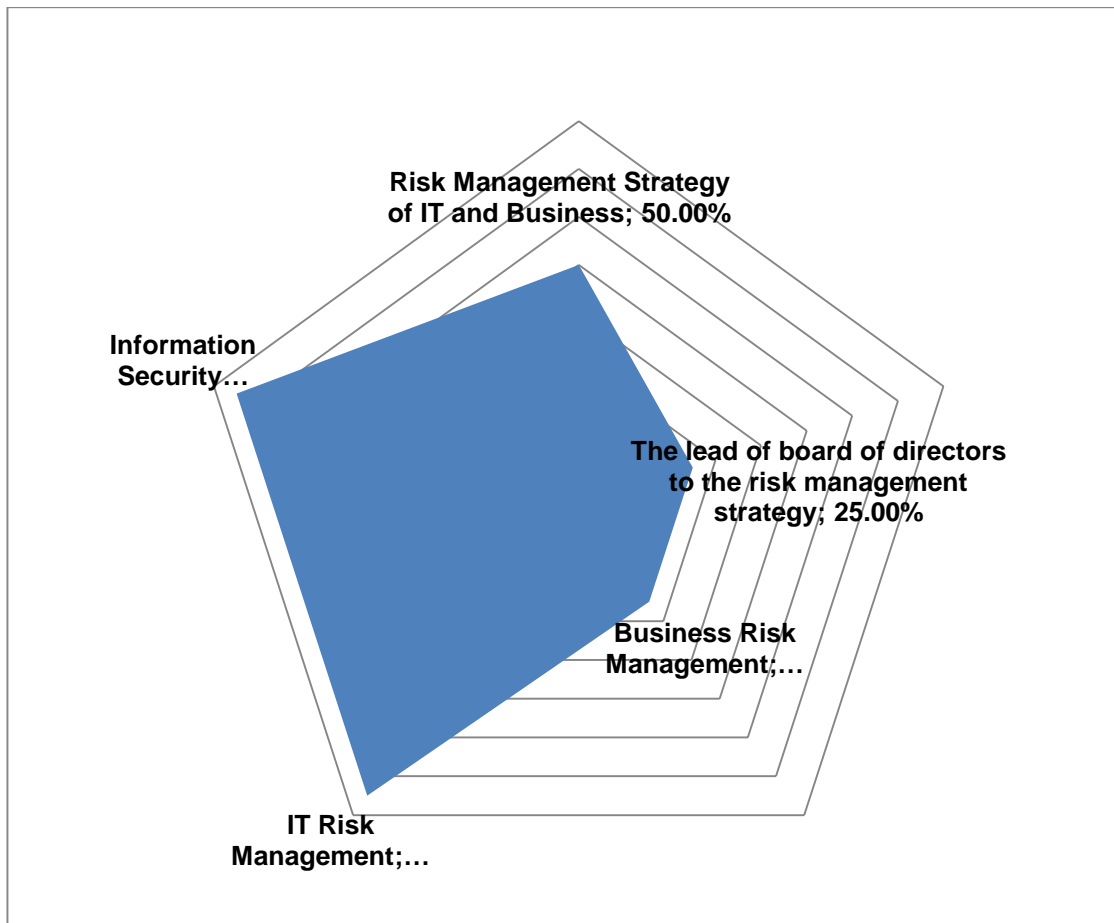 Risk Management Strategy
of IT and Business; 50.00%
Information
Security…
The lead of board of directors
to the risk management
strategy; 25.00%
Business Risk
Management;…
IT Risk
Management;…